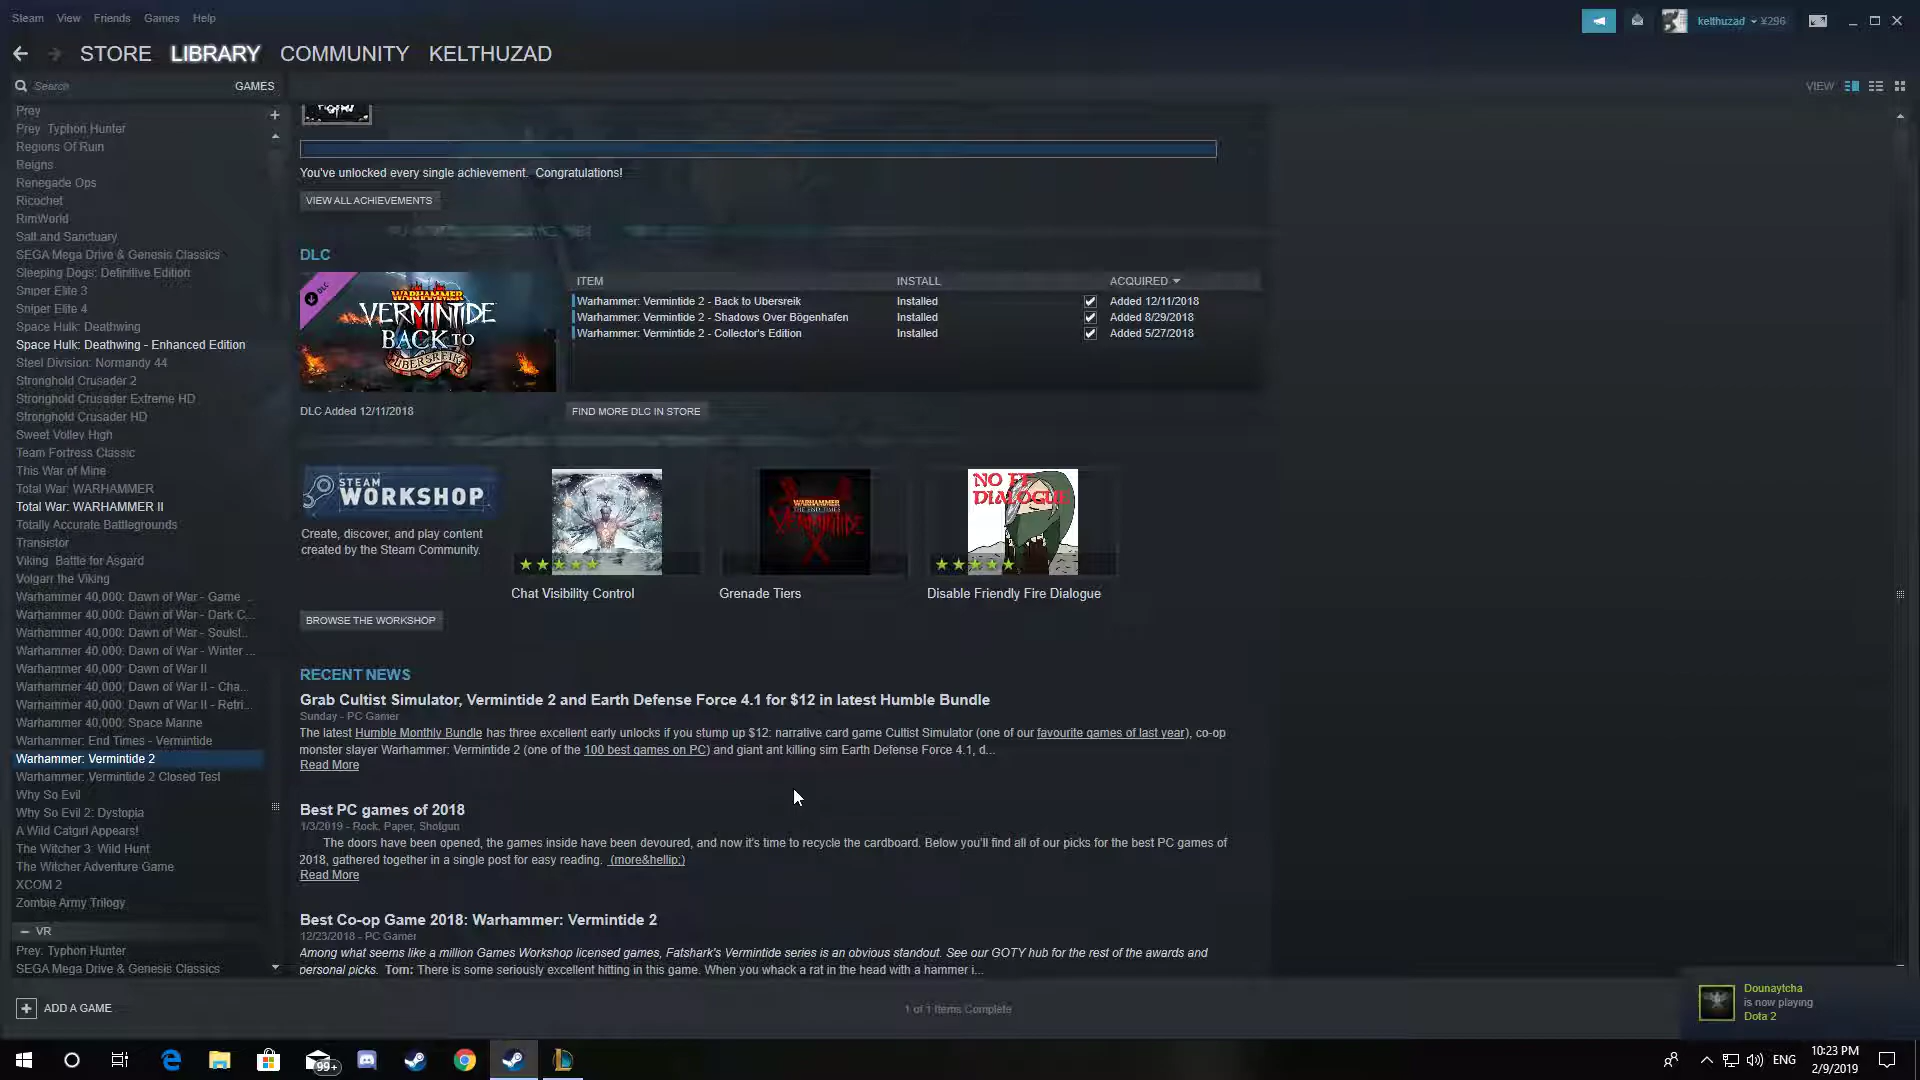 Steam View Friends Games Help
kelthuzad ¥296
STORE LIBRARY COMMUNITY KELTHUZAD
Search GAMES VIEW
Prey
Prey Typhon Hunter
Regions Of Ruin
Reigns
Renegade Ops
Ricochet
RimWorld
Salt and Sanctuary
SEGA Mega Drive & Genesis Classics
Sleeping Dogs: Definitive Edition
Sniper Elite 3
Sniper Elite 4
Space Hulk: Deathwing
Space Hulk: Deathwing - Enhanced Edition
Steel Division: Normandy 44
Stronghold Crusader 2
Stronghold Crusader Extreme HD
Stronghold Crusader HD
Sweet Volley High
Team Fortress Classic
This War of Mine
Total War: WARHAMMER
Total War: WARHAMMER II
Totally Accurate Battlegrounds
Transistor
Viking Battle for Asgard
Volgarr the Viking
Warhammer 40,000: Dawn of War - Game ...
Warhammer 40,000: Dawn of War - Dark C...
Warhammer 40,000: Dawn of War - Soulst...
Warhammer 40,000: Dawn of War - Winter ...
Warhammer 40,000: Dawn of War II
Warhammer 40,000: Dawn of War II - Cha...
Warhammer 40,000: Dawn of War II - Retri...
Warhammer 40,000: Space Marine
Warhammer: End Times - Vermintide
Warhammer: Vermintide 2
Warhammer: Vermintide 2 Closed Test
Why So Evil
Why So Evil 2: Dystopia
A Wild Catgirl Appears!
The Witcher 3: Wild Hunt
The Witcher Adventure Game
XCOM 2
Zombie Army Trilogy
VR
Prey: Typhon Hunter
SEGA Mega Drive & Genesis Classics
ADD A GAME
You've unlocked every single achievement. Congratulations!
VIEW ALL ACHIEVEMENTS
DLC
DLC
WARHAMMER
VERMINTIDE
BACK TO
UBERSREIK
DLC Added 12/11/2018
ITEM INSTALL ACQUIRED
Warhammer: Vermintide 2 - Back to Ubersreik Installed Added 12/11/2018
Warhammer: Vermintide 2 - Shadows Over Bögenhafen Installed Added 8/29/2018
Warhammer: Vermintide 2 - Collector's Edition Installed Added 5/27/2018
FIND MORE DLC IN STORE
STEAM
WORKSHOP
Create, discover, and play content
created by the Steam Community.
BROWSE THE WORKSHOP
Chat Visibility Control
WARHAMMER
THE END TIMES
VERMINTIDE
Grenade Tiers
NO FF
DIALOGUE
Disable Friendly Fire Dialogue
RECENT NEWS
Grab Cultist Simulator, Vermintide 2 and Earth Defense Force 4.1 for $12 in latest Humble Bundle
Sunday - PC Gamer
The latest Humble Monthly Bundle has three excellent early unlocks if you stump up $12: narrative card game Cultist Simulator (one of our favourite games of last year), co-op
monster slayer Warhammer: Vermintide 2 (one of the 100 best games on PC) and giant ant killing sim Earth Defense Force 4.1, d...
Read More
Best PC games of 2018
1/3/2019 - Rock, Paper, Shotgun
The doors have been opened, the games inside have been devoured, and now it's time to recycle the cardboard. Below you'll find all of our picks for the best PC games of
2018, gathered together in a single post for easy reading. (more&hellip;)
Read More
Best Co-op Game 2018: Warhammer: Vermintide 2
12/23/2018 - PC Gamer
Among what seems like a million Games Workshop licensed games, Fatshark's Vermintide series is an obvious standout. See our GOTY hub for the rest of the awards and
personal picks. Tom: There is some seriously excellent hitting in this game. When you whack a rat in the head with a hammer i...
1 of 1 Items Complete
Dounaytcha
is now playing
Dota 2
99+
ENG
10:23 PM
2/9/2019